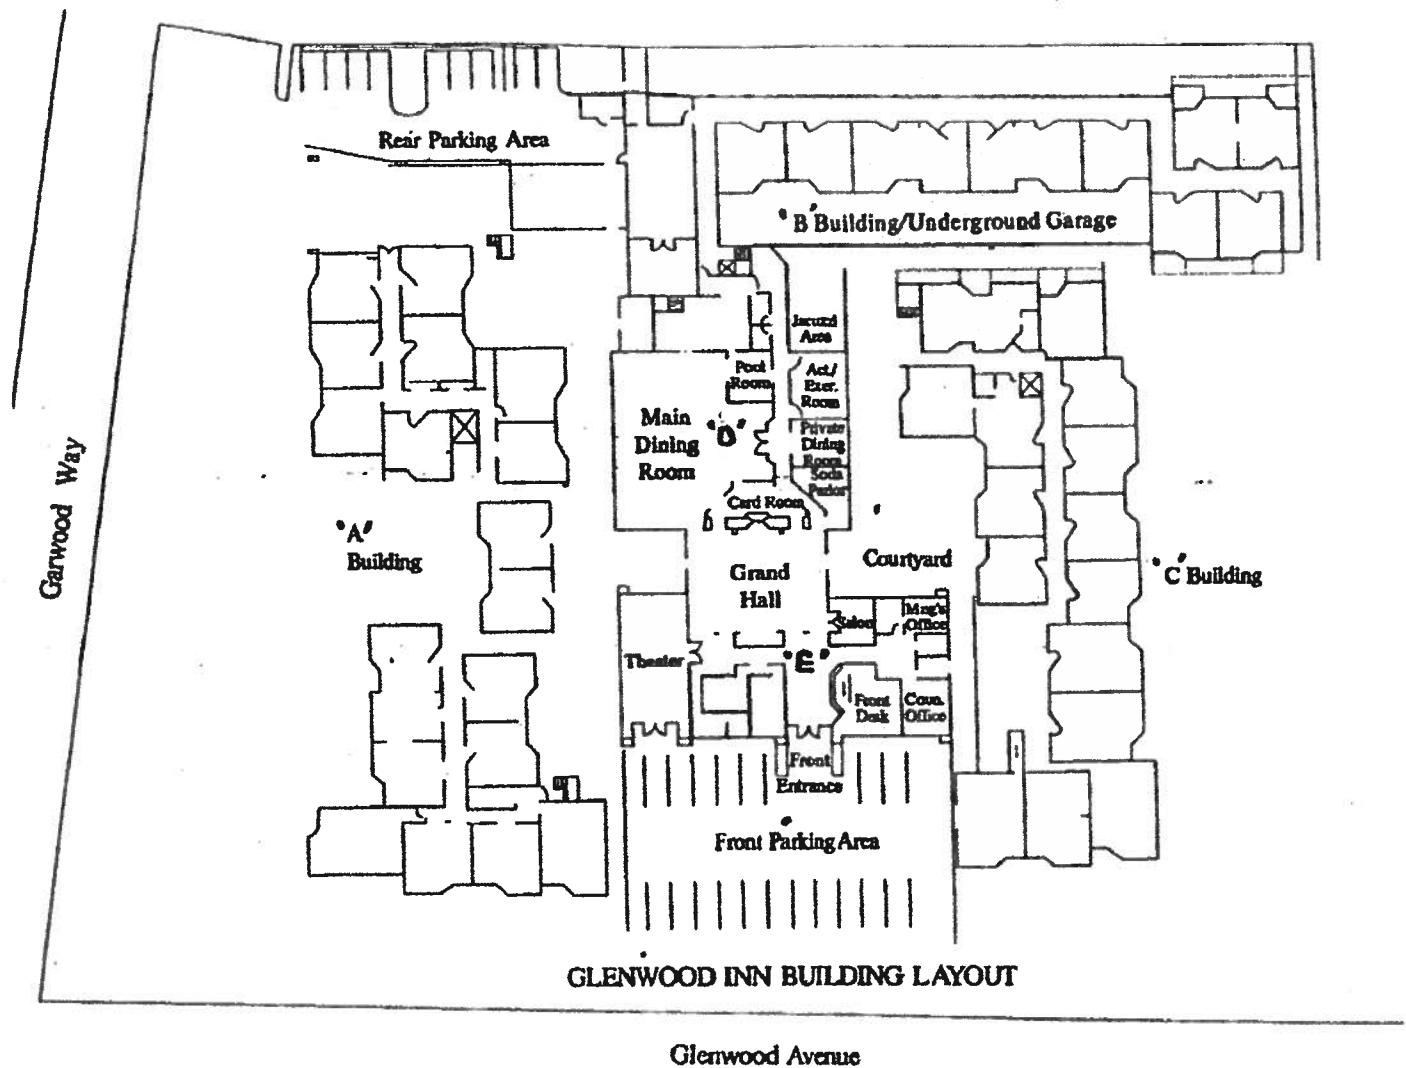 Rear Parking Area
"B" Building/Underground Garage
Jacuzzi
Area
Pool
Room
Act./
Exer.
Room
Main
Dining
Room
"D"
Private
Dining
Room
Soda
Parlor
Card Room
Garwood Way
"A"
Building
Grand
Hall
Courtyard
"C" Building
Salon
Mng's
Office
Theater
"E"
Front
Desk
Coun.
Office
Front
Entrance
Front Parking Area
GLENWOOD INN BUILDING LAYOUT
Glenwood Avenue